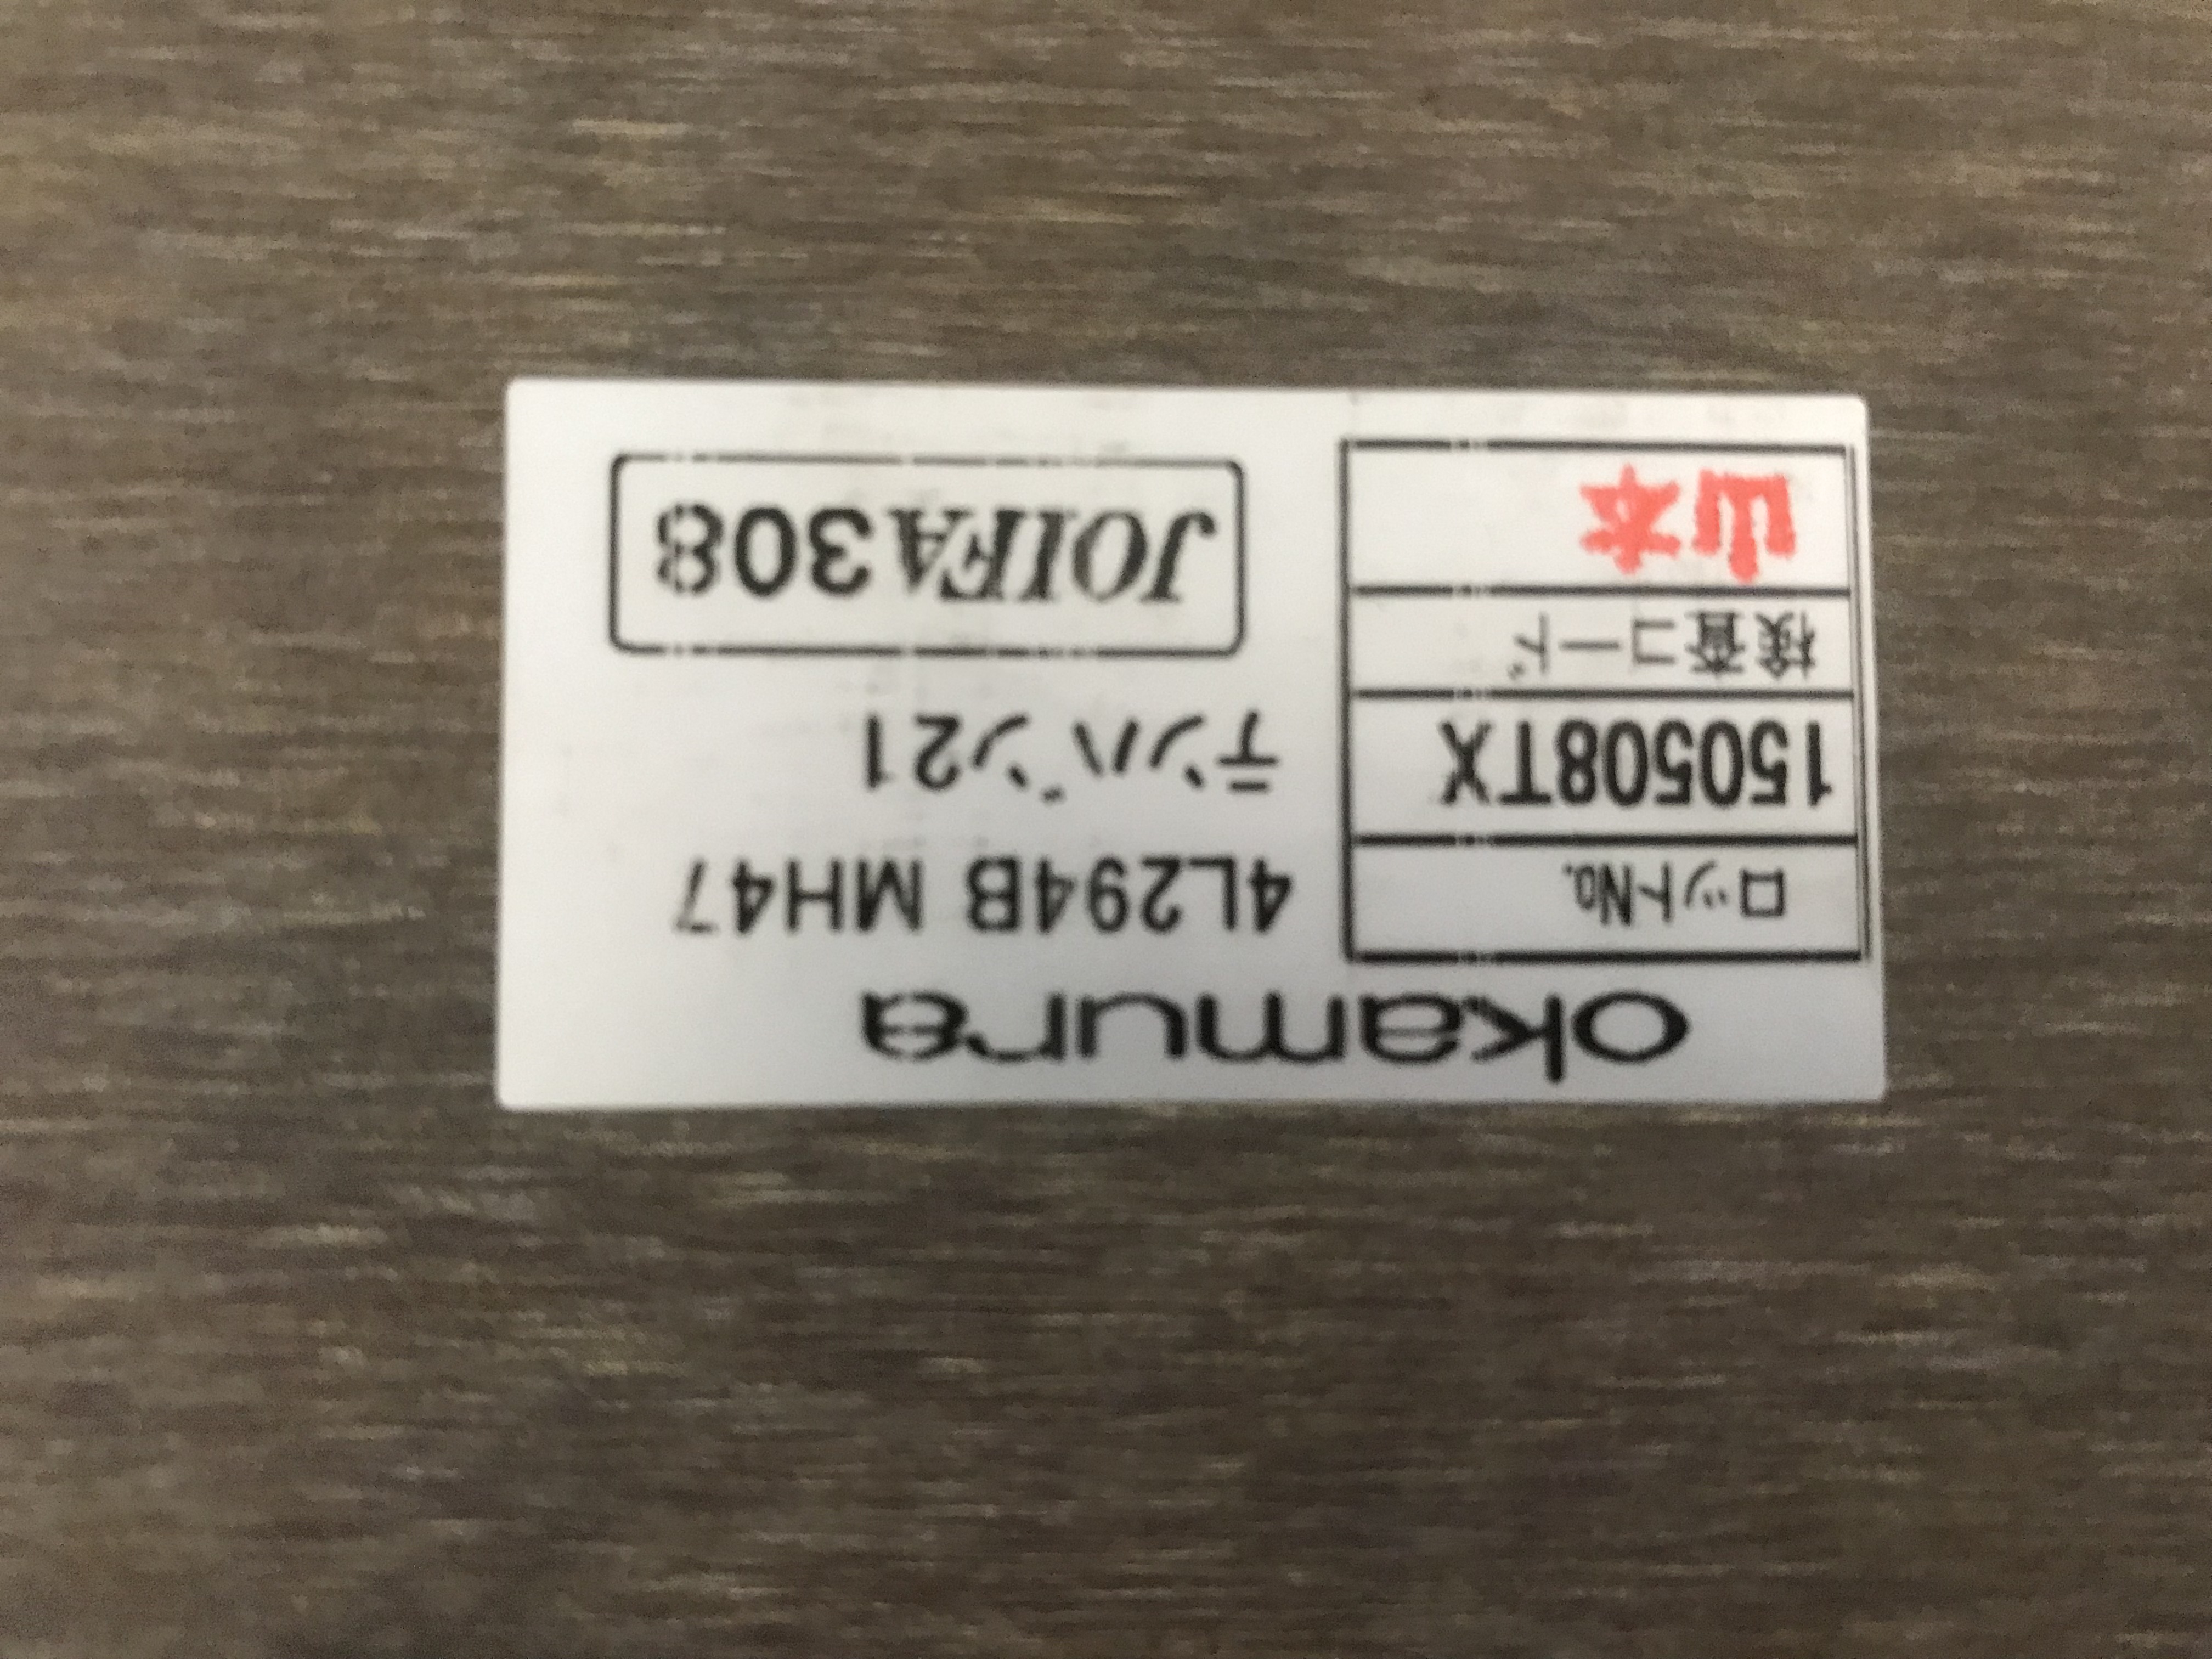 okamura
ロットNo.
150508TX
検査コード
山本
4L294B MH47
テンバン21
JOIFA308